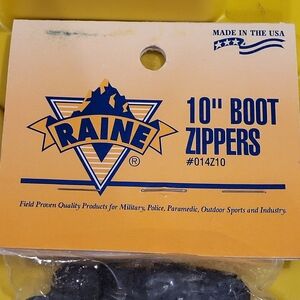 MADE IN THE USA
RAINE®
10" BOOT
ZIPPERS
#014Z10
Field Proven Quality Products for Military, Police, Paramedic, Outdoor Sports and Industry.